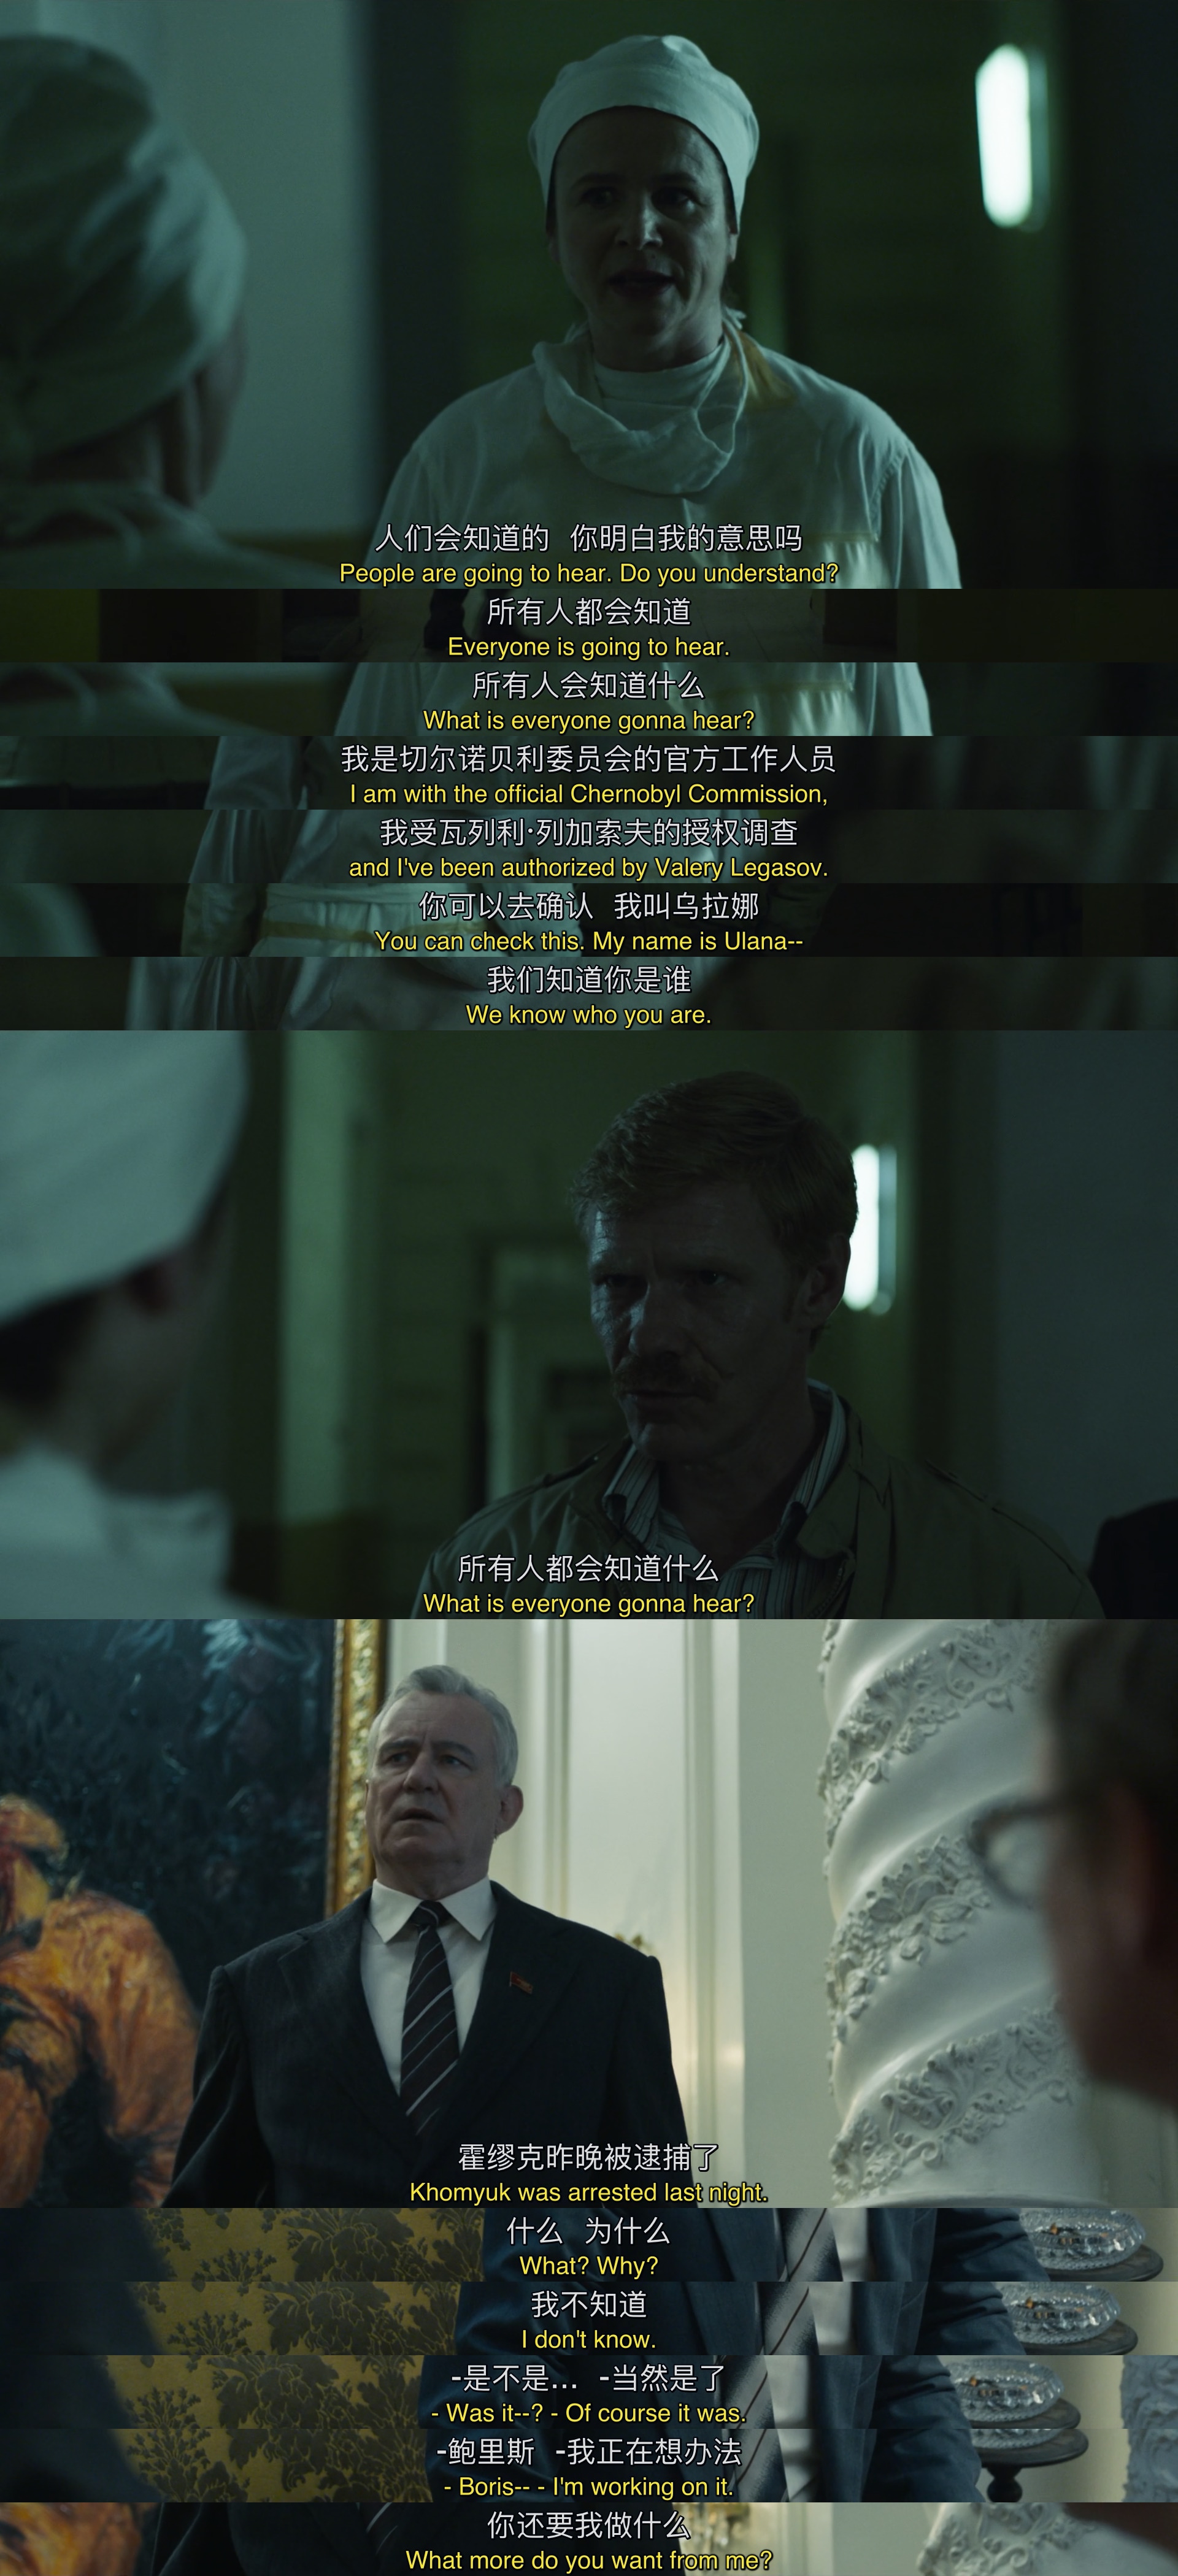 人们会知道的 你明白我的意思吗
People are going to hear. Do you understand?
所有人都会知道
Everyone is going to hear.
所有人会知道什么
What is everyone gonna hear?
我是切尔诺贝利委员会的官方工作人员
I am with the official Chernobyl Commission,
我受瓦列利·列加索夫的授权调查
and I've been authorized by Valery Legasov.
你可以去确认 我叫乌拉娜
You can check this. My name is Ulana--
我们知道你是谁
We know who you are.
所有人都会知道什么
What is everyone gonna hear?
霍缪克昨晚被逮捕了
Khomyuk was arrested last night.
什么 为什么
What? Why?
我不知道
I don't know.
-是不是… -当然是了
- Was it--? - Of course it was.
-鲍里斯 -我正在想办法
- Boris-- - I'm working on it.
你还要我做什么
What more do you want from me?